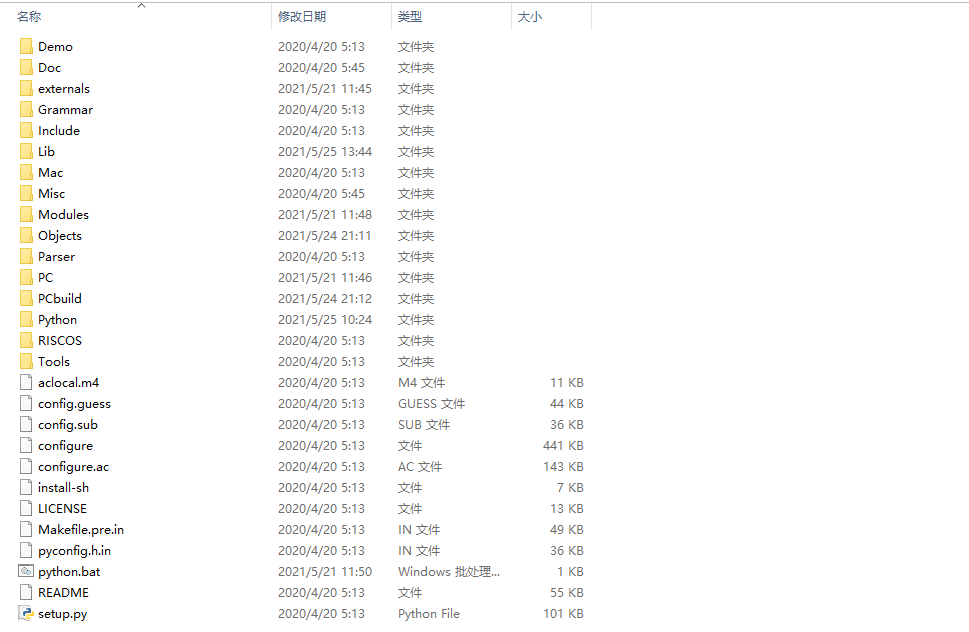 名称 修改日期 类型 大小
Demo 2020/4/20 5:13 文件夹
Doc 2020/4/20 5:45 文件夹
externals 2021/5/21 11:45 文件夹
Grammar 2020/4/20 5:13 文件夹
Include 2020/4/20 5:13 文件夹
Lib 2021/5/25 13:44 文件夹
Mac 2020/4/20 5:13 文件夹
Misc 2020/4/20 5:45 文件夹
Modules 2021/5/21 11:48 文件夹
Objects 2021/5/24 21:11 文件夹
Parser 2020/4/20 5:13 文件夹
PC 2021/5/21 11:46 文件夹
PCbuild 2021/5/24 21:12 文件夹
Python 2021/5/25 10:24 文件夹
RISCOS 2020/4/20 5:13 文件夹
Tools 2020/4/20 5:13 文件夹
aclocal.m4 2020/4/20 5:13 M4 文件 11 KB
config.guess 2020/4/20 5:13 GUESS 文件 44 KB
config.sub 2020/4/20 5:13 SUB 文件 36 KB
configure 2020/4/20 5:13 文件 441 KB
configure.ac 2020/4/20 5:13 AC 文件 143 KB
install-sh 2020/4/20 5:13 文件 7 KB
LICENSE 2020/4/20 5:13 文件 13 KB
Makefile.pre.in 2020/4/20 5:13 IN 文件 49 KB
pyconfig.h.in 2020/4/20 5:13 IN 文件 36 KB
python.bat 2021/5/21 11:50 Windows 批处理... 1 KB
README 2020/4/20 5:13 文件 55 KB
setup.py 2020/4/20 5:13 Python File 101 KB